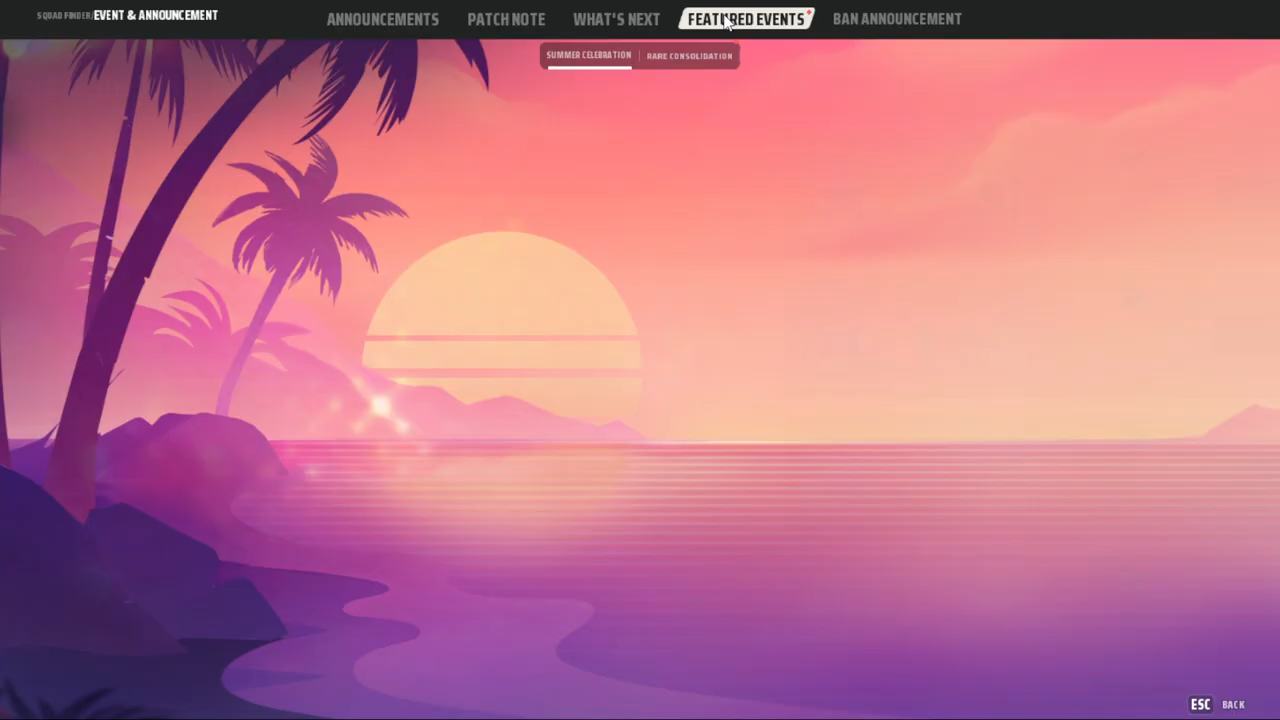 SQUAD FINDER/EVENT & ANNOUNCEMENT
ANNOUNCEMENTS PATCH NOTE WHAT'S NEXT FEATURED EVENTS BAN ANNOUNCEMENT
SUMMER CELEBRATION | RARE CONSOLIDATION
ESC BACK